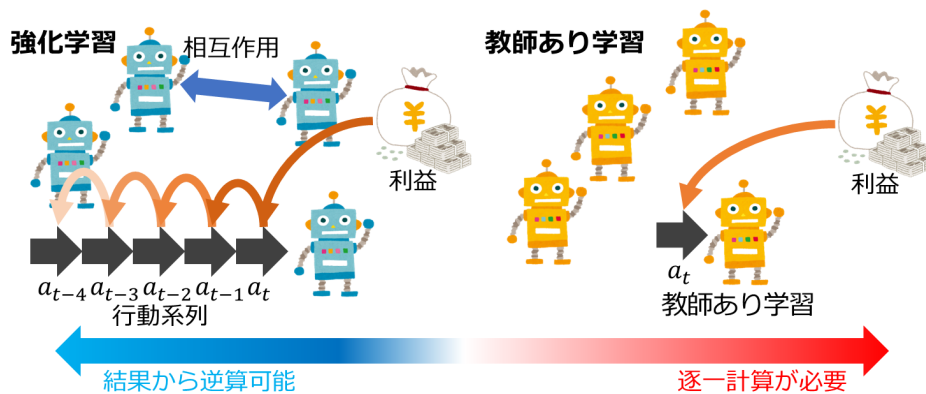 強化学習
相互作用
¥
利益
a_{t-4} a_{t-3} a_{t-2} a_{t-1} a_t
行動系列
教師あり学習
¥
利益
a_t
教師あり学習
結果から逆算可能
逐一計算が必要